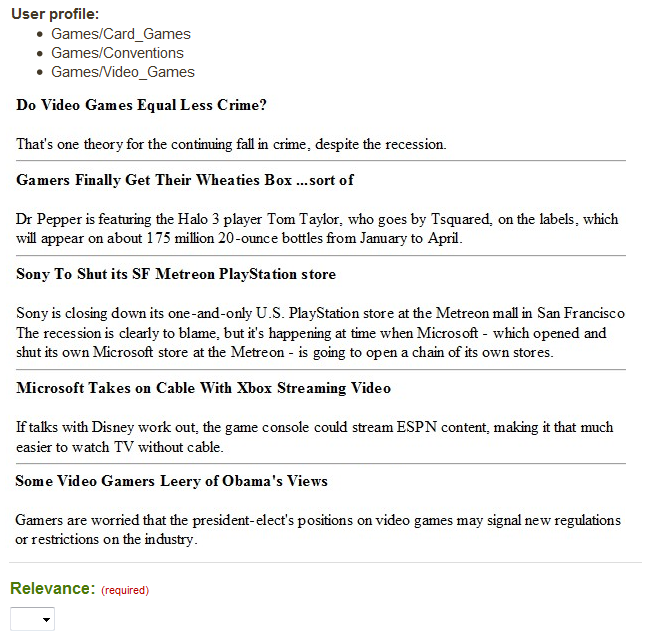 User profile:
• Games/Card_Games
• Games/Conventions
• Games/Video_Games
Do Video Games Equal Less Crime?
That's one theory for the continuing fall in crime, despite the recession.
Gamers Finally Get Their Wheaties Box ...sort of
Dr Pepper is featuring the Halo 3 player Tom Taylor, who goes by Tsquared, on the labels, which
will appear on about 175 million 20-ounce bottles from January to April.
Sony To Shut its SF Metreon PlayStation store
Sony is closing down its one-and-only U.S. PlayStation store at the Metreon mall in San Francisco
The recession is clearly to blame, but it's happening at time when Microsoft - which opened and
shut its own Microsoft store at the Metreon - is going to open a chain of its own stores.
Microsoft Takes on Cable With Xbox Streaming Video
If talks with Disney work out, the game console could stream ESPN content, making it that much
easier to watch TV without cable.
Some Video Gamers Leery of Obama's Views
Gamers are worried that the president-elect's positions on video games may signal new regulations
or restrictions on the industry.
Relevance: (required)